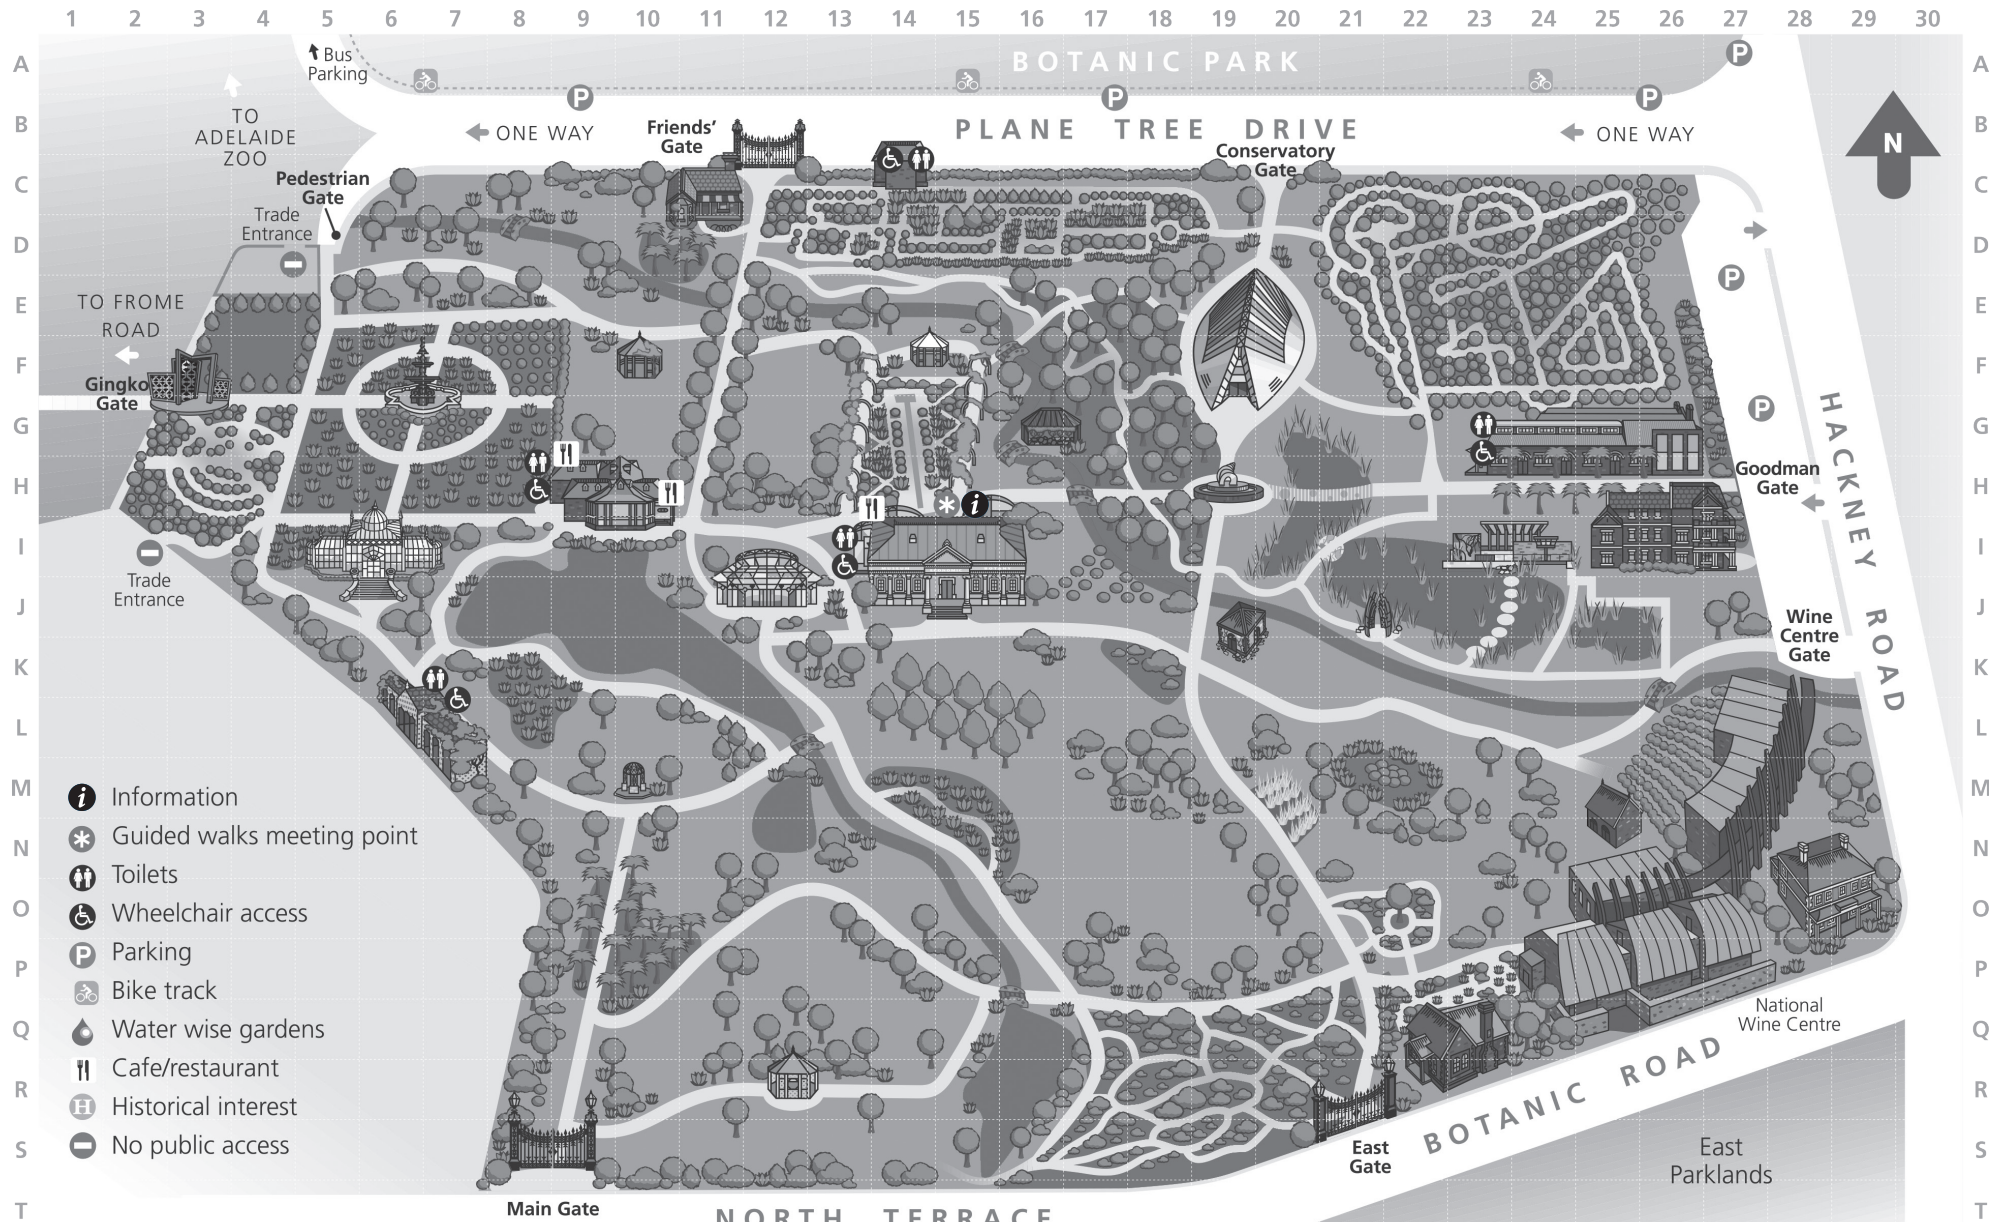 1 2 3 4 5 6 7 8 9 10 11 12 13 14 15 16 17 18 19 20 21 22 23 24 25 26 27 28 29 30
A A
Bus
Parking
BOTANIC PARK
P
P P P
TO
ADELAIDE
ZOO
B B
ONE WAY
Friends'
Gate
PLANE TREE DRIVE
ONE WAY
Conservatory
Gate
N
C C
Pedestrian
Gate
Trade
Entrance
D D
P
E E
TO FROME
ROAD
F F
Gingko
Gate
P
G G
HACKNEY ROAD
H H
Goodman
Gate
i
I I
Trade
Entrance
J J
Wine
Centre
Gate
K K
L L
M M
i Information
Guided walks meeting point
N N
Toilets
O O
Wheelchair access
P Parking
P P
Bike track
National
Wine Centre
Q Q
Water wise gardens
Cafe/restaurant
R R
H Historical interest
BOTANIC ROAD
S S
No public access
East
Gate
East
Parklands
Main Gate
T T
NORTH TERRACE